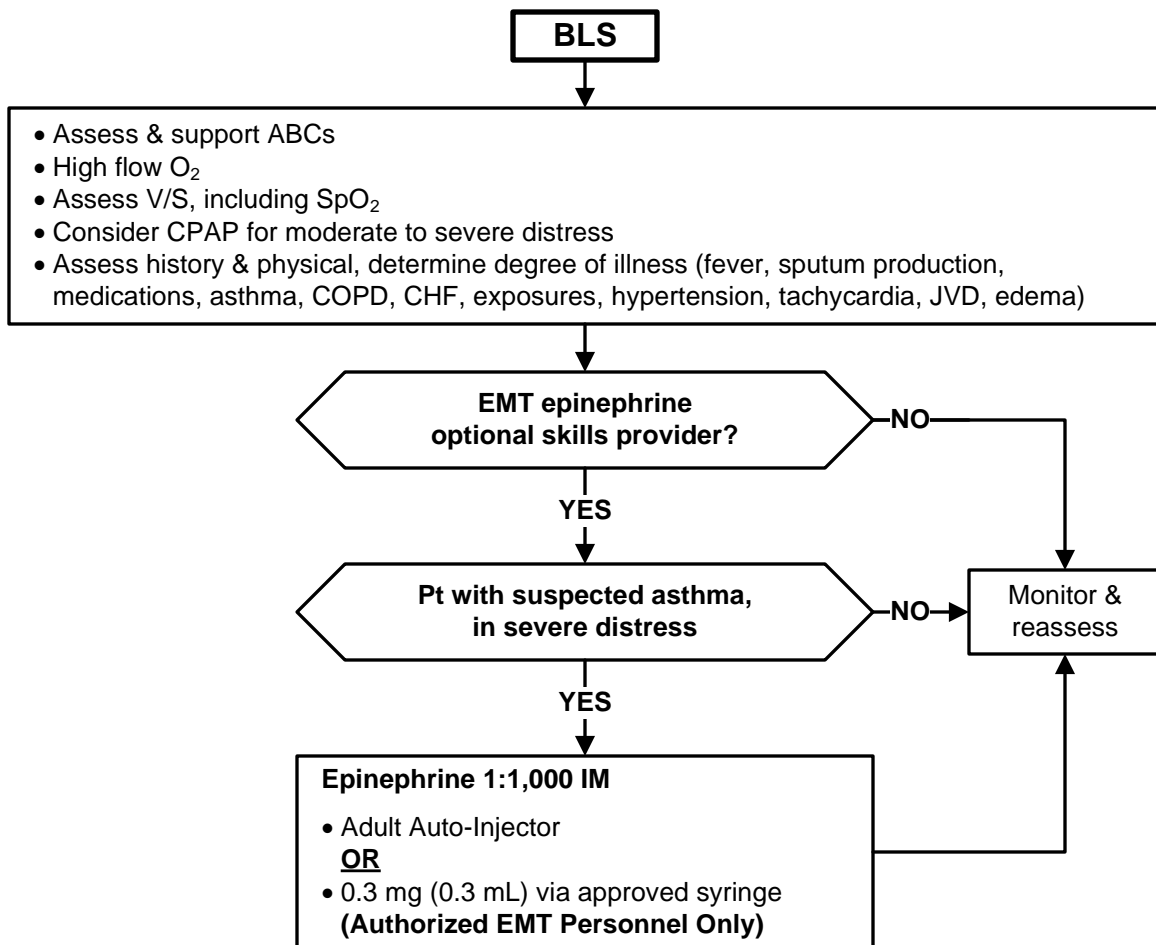 BLS
• Assess & support ABCs
• High flow O₂
• Assess V/S, including SpO₂
• Consider CPAP for moderate to severe distress
• Assess history & physical, determine degree of illness (fever, sputum production,
medications, asthma, COPD, CHF, exposures, hypertension, tachycardia, JVD, edema)
EMT epinephrine
optional skills provider?
NO
YES
Pt with suspected asthma,
in severe distress
NO
Monitor &
reassess
YES
Epinephrine 1:1,000 IM
• Adult Auto-Injector
OR
• 0.3 mg (0.3 mL) via approved syringe
(Authorized EMT Personnel Only)